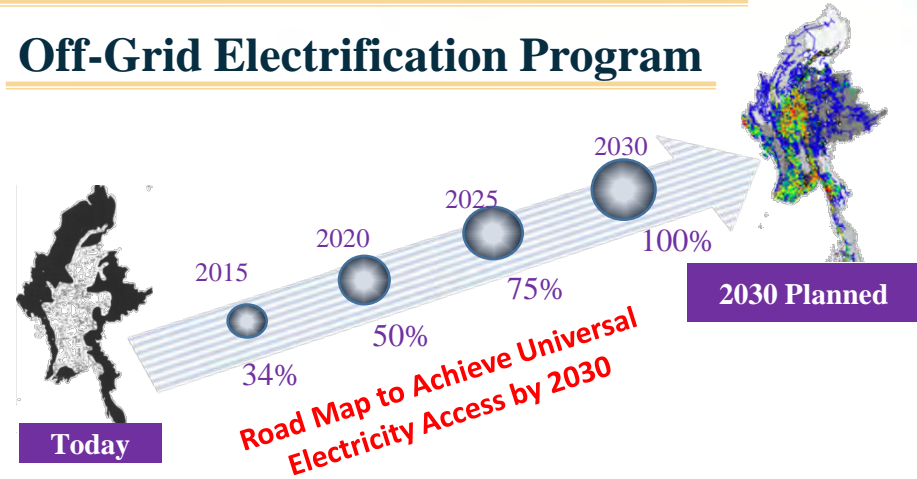 Off-Grid Electrification Program
2030
2025
2020
2015
100%
75%
50%
34%
2030 Planned
Road Map to Achieve Universal
Electricity Access by 2030
Today